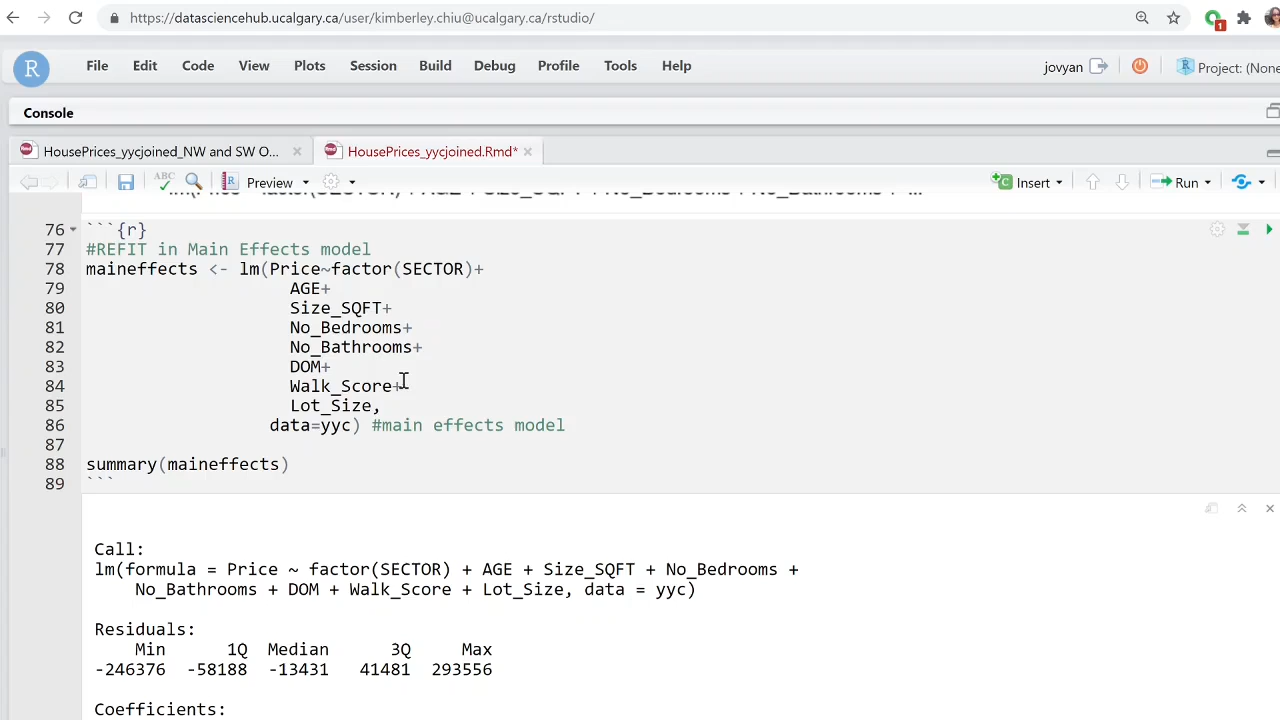 https://datasciencehub.ucalgary.ca/user/kimberley.chiu@ucalgary.ca/rstudio/
1
R File Edit Code View Plots Session Build Debug Profile Tools Help jovyan Project: (None
Console
HousePrices_yycjoined_NW and SW O... HousePrices_yycjoined.Rmd*
ABC Preview Insert Run
76 ```{r}
77 #REFIT in Main Effects model
78 maineffects <- lm(Price~factor(SECTOR)+
79 AGE+
80 Size_SQFT+
81 No_Bedrooms+
82 No_Bathrooms+
83 DOM+
84 Walk_Score+
85 Lot_Size,
86 data=yyc) #main effects model
87
88 summary(maineffects)
89 ```
Call:
lm(formula = Price ~ factor(SECTOR) + AGE + Size_SQFT + No_Bedrooms +
No_Bathrooms + DOM + Walk_Score + Lot_Size, data = yyc)
Residuals:
Min 1Q Median 3Q Max
-246376 -58188 -13431 41481 293556
Coefficients: